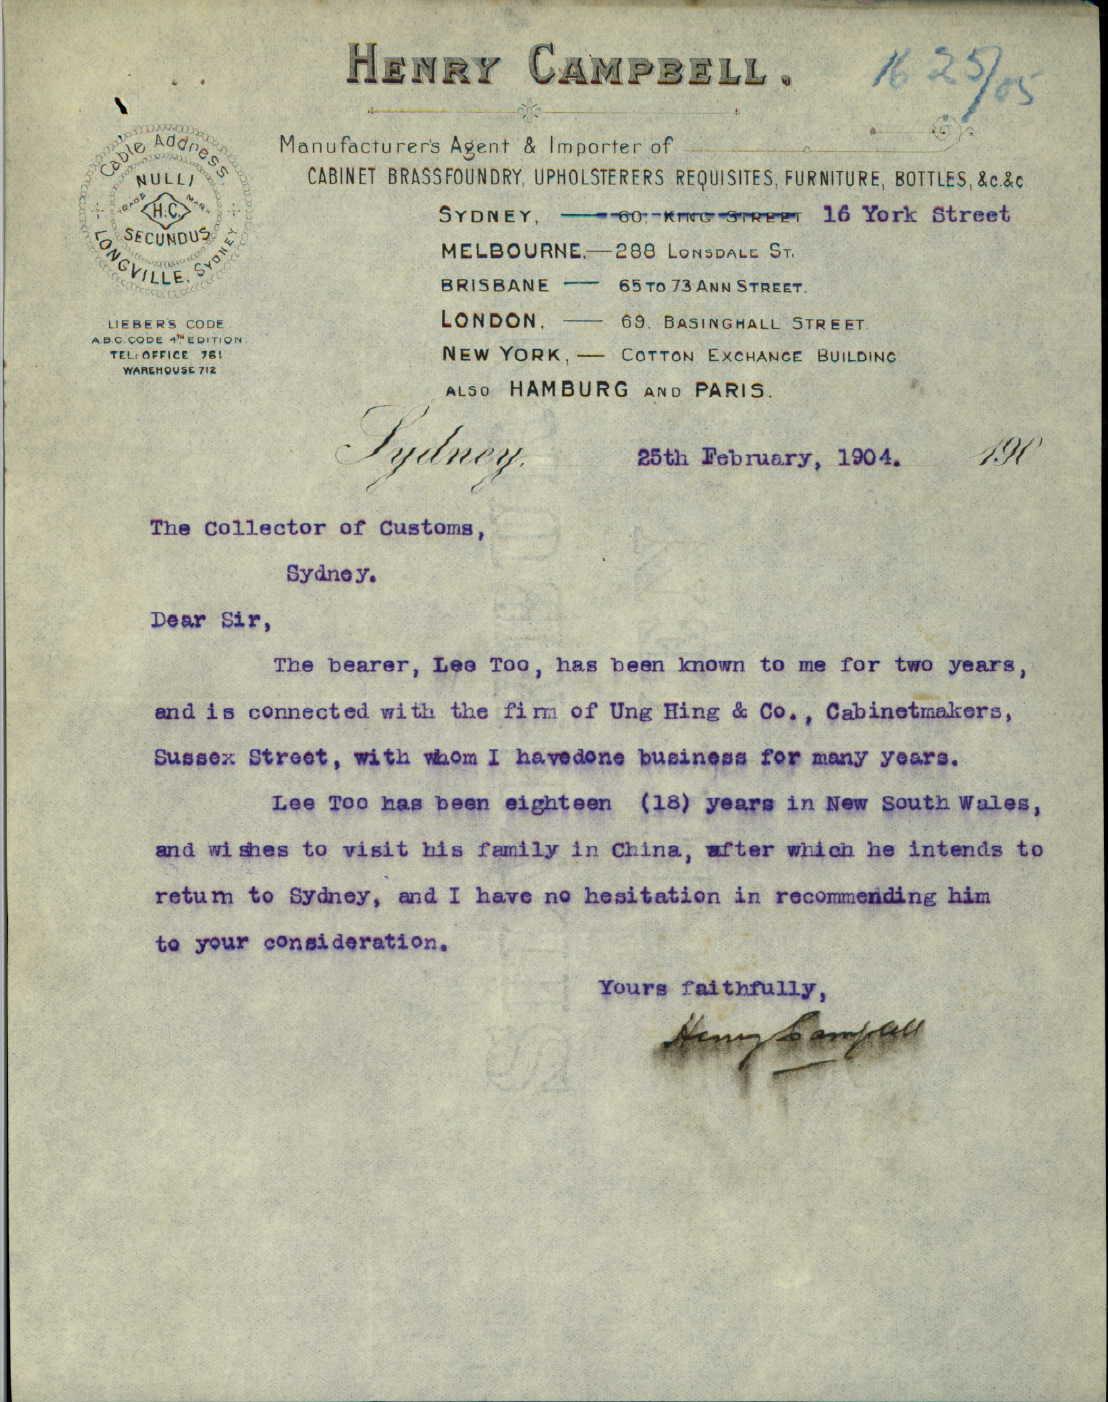 HENRY CAMPBELL.
16 25/05
Manufacturer's Agent & Importer of
CABINET BRASSFOUNDRY, UPHOLSTERERS REQUISITES, FURNITURE, BOTTLES, &c.&c
Cable Address,
NULLI
TRADE MARK
H.C.
SECUNDUS
LONGVILLE, SYDNEY
LIEBER'S CODE
A.B.C. CODE 4TH EDITION
TEL: OFFICE 761
WAREHOUSE 712
SYDNEY, — 60, KING STREET 16 York Street
MELBOURNE,—288 LONSDALE ST.
BRISBANE — 65 TO 73 ANN STREET.
LONDON, — 69. BASINGHALL STREET.
NEW YORK, — COTTON EXCHANGE BUILDING
ALSO HAMBURG AND PARIS.
Sydney, 25th February, 1904. 190
The Collector of Customs,
Sydney.
Dear Sir,
The bearer, Lee Too, has been known to me for two years,
and is connected with the firm of Ung Hing & Co., Cabinetmakers,
Sussex Street, with whom I havedone business for many years.
Lee Too has been eighteen (18) years in New South Wales,
and wishes to visit his family in China, after which he intends to
return to Sydney, and I have no hesitation in recommending him
to your consideration.
Yours faithfully,
Henry Campbell